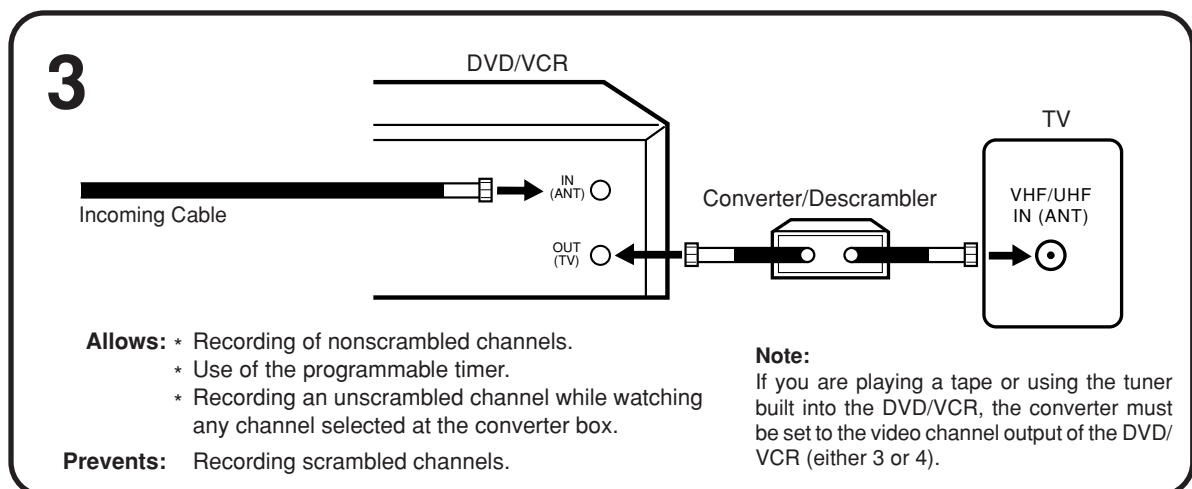 3
DVD/VCR
TV
IN
(ANT)
Incoming Cable
Converter/Descrambler
VHF/UHF
IN (ANT)
OUT
(TV)
Allows: * Recording of nonscrambled channels.
* Use of the programmable timer.
* Recording an unscrambled channel while watching
any channel selected at the converter box.
Prevents: Recording scrambled channels.
Note:
If you are playing a tape or using the tuner
built into the DVD/VCR, the converter must
be set to the video channel output of the DVD/
VCR (either 3 or 4).